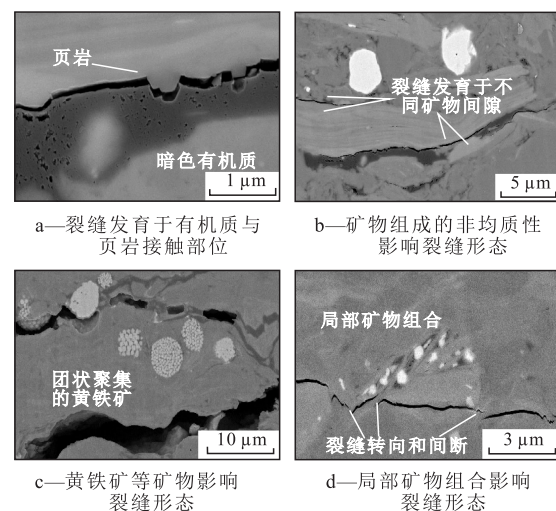 页岩
暗色有机质
1 μm
a—裂缝发育于有机质与
页岩接触部位
裂缝发育于不
同矿物间隙
5 μm
b—矿物组成的非均质性
影响裂缝形态
团状聚集
的黄铁矿
10 μm
c—黄铁矿等矿物影响
裂缝形态
局部矿物组合
裂缝转向和间断
3 μm
d—局部矿物组合影响
裂缝形态